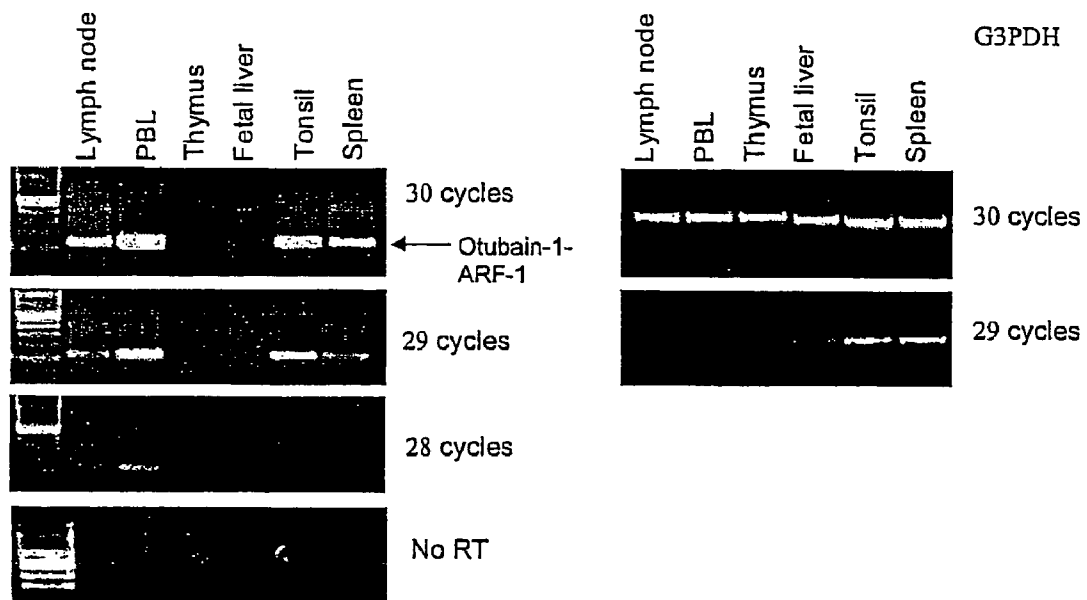 Lymph node
PBL
Thymus
Fetal liver
Tonsil
Spleen
30 cycles
Otubain-1-
ARF-1
29 cycles
28 cycles
No RT
G3PDH
Lymph node
PBL
Thymus
Fetal liver
Tonsil
Spleen
30 cycles
29 cycles